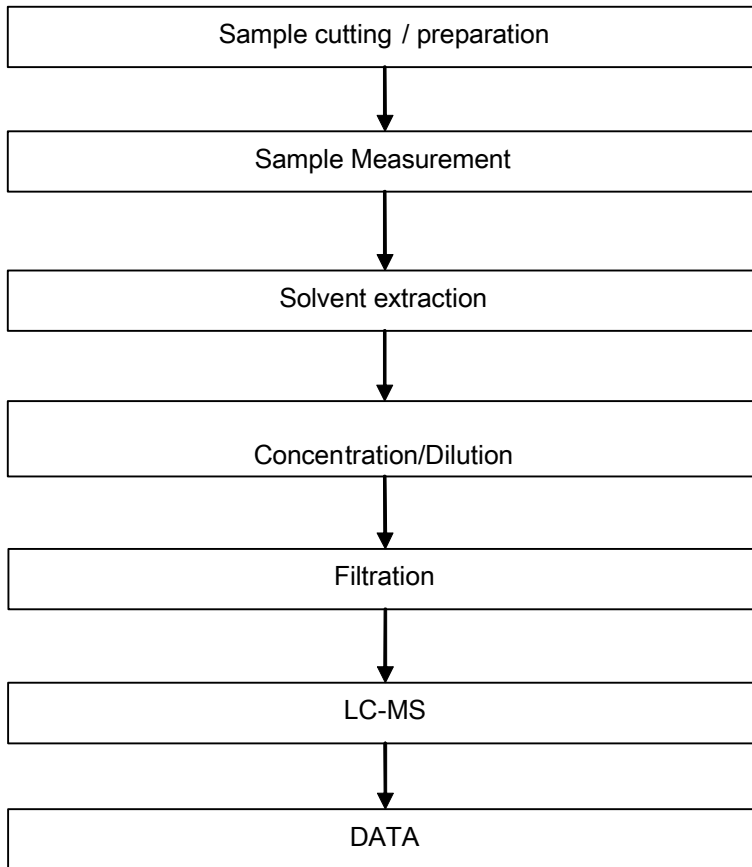 Sample cutting / preparation
Sample Measurement
Solvent extraction
Concentration/Dilution
Filtration
LC-MS
DATA